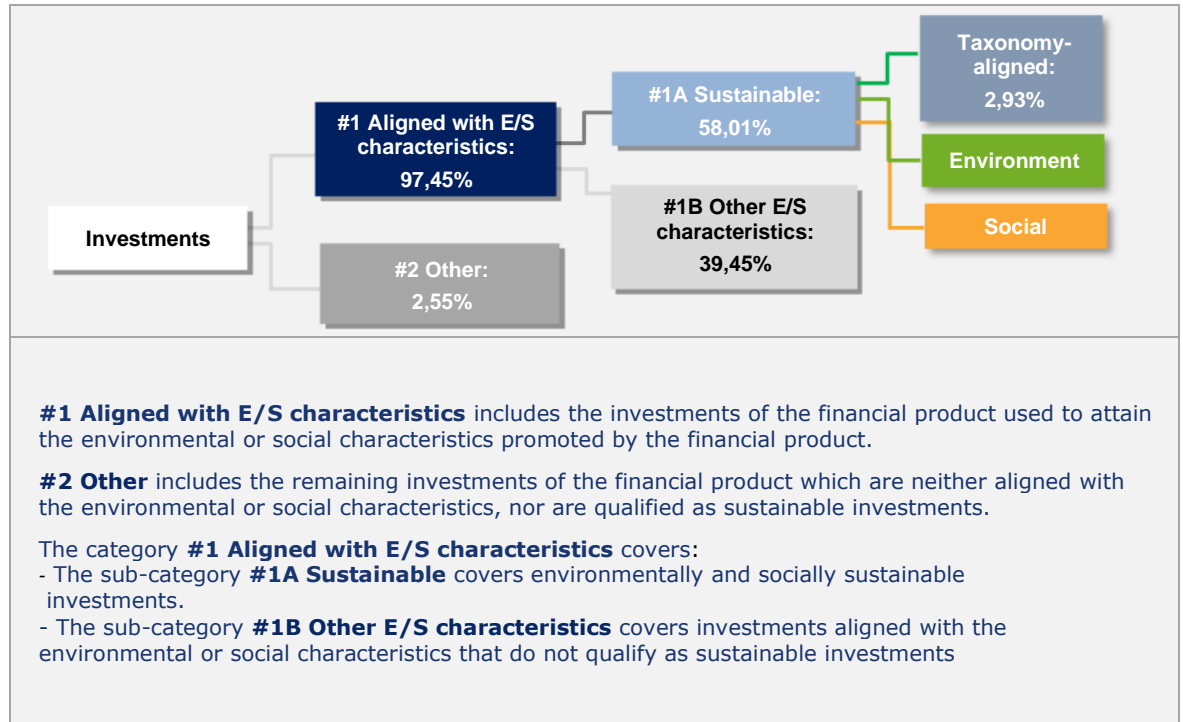 Investments
#1 Aligned with E/S
characteristics:
97,45%
#2 Other:
2,55%
#1A Sustainable:
58,01%
#1B Other E/S
characteristics:
39,45%
Taxonomy-
aligned:
2,93%
Environment
Social
#1 Aligned with E/S characteristics includes the investments of the financial product used to attain
the environmental or social characteristics promoted by the financial product.
#2 Other includes the remaining investments of the financial product which are neither aligned with
the environmental or social characteristics, nor are qualified as sustainable investments.
The category #1 Aligned with E/S characteristics covers:
- The sub-category #1A Sustainable covers environmentally and socially sustainable
investments.
- The sub-category #1B Other E/S characteristics covers investments aligned with the
environmental or social characteristics that do not qualify as sustainable investments